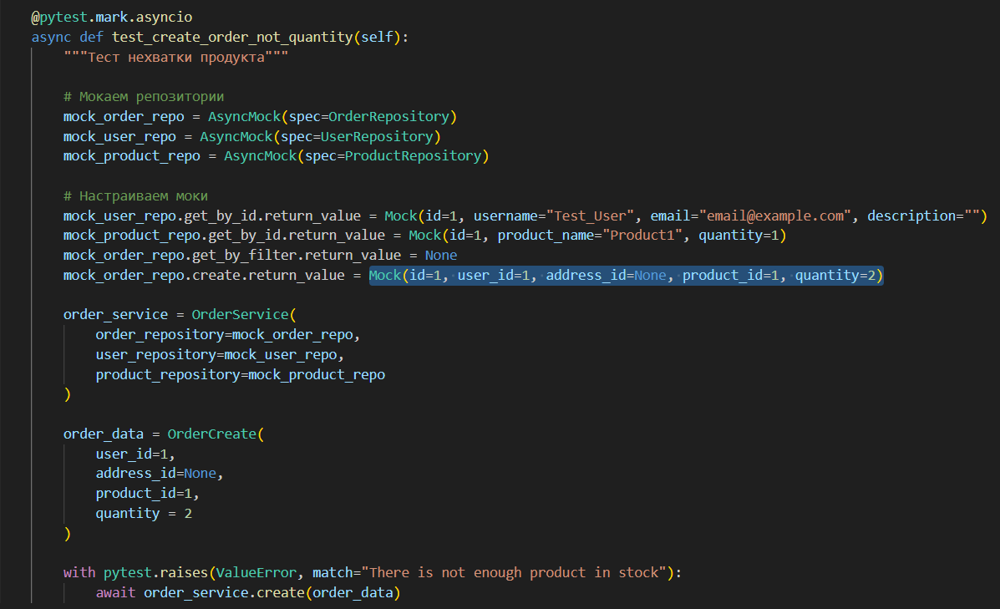 @pytest.mark.asyncio
async def test_create_order_not_quantity(self):
    """Тест нехватки продукта"""

    # Мокаем репозитории
    mock_order_repo = AsyncMock(spec=OrderRepository)
    mock_user_repo = AsyncMock(spec=UserRepository)
    mock_product_repo = AsyncMock(spec=ProductRepository)

    # Настраиваем моки
    mock_user_repo.get_by_id.return_value = Mock(id=1, username="Test_User", email="email@example.com", description="")
    mock_product_repo.get_by_id.return_value = Mock(id=1, product_name="Product1", quantity=1)
    mock_order_repo.get_by_filter.return_value = None
    mock_order_repo.create.return_value = Mock(id=1, user_id=1, address_id=None, product_id=1, quantity=2)

    order_service = OrderService(
        order_repository=mock_order_repo,
        user_repository=mock_user_repo,
        product_repository=mock_product_repo
    )

    order_data = OrderCreate(
        user_id=1,
        address_id=None,
        product_id=1,
        quantity = 2
    )

    with pytest.raises(ValueError, match="There is not enough product in stock"):
        await order_service.create(order_data)